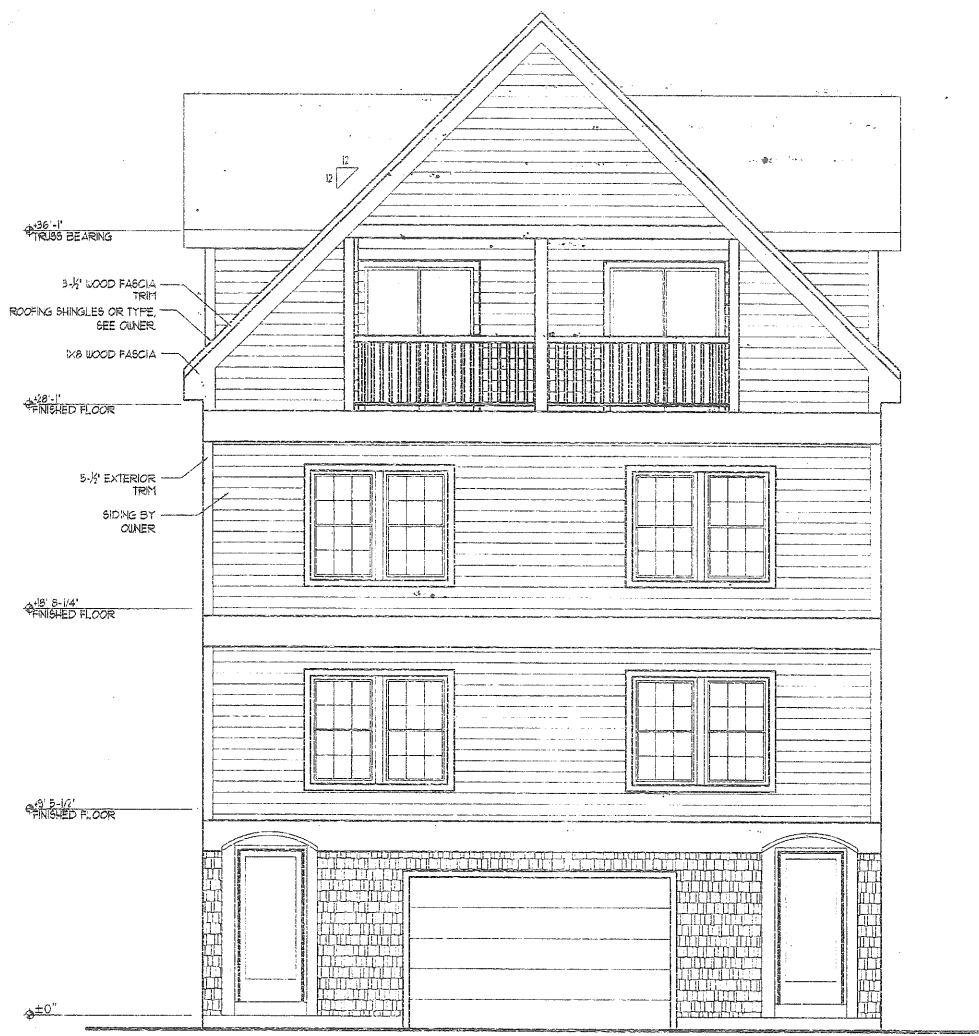 12
12
+36'-1"
TRUSS BEARING
3-½" WOOD FASCIA
TRIM
ROOFING SHINGLES OR TYPE,
SEE OWNER
1X8 WOOD FASCIA
+28'-1"
FINISHED FLOOR
5-½" EXTERIOR
TRIM
SIDING BY
OWNER
+18' 8-1/4"
FINISHED FLOOR
+9' 5-1/2"
FINISHED FLOOR
±0"